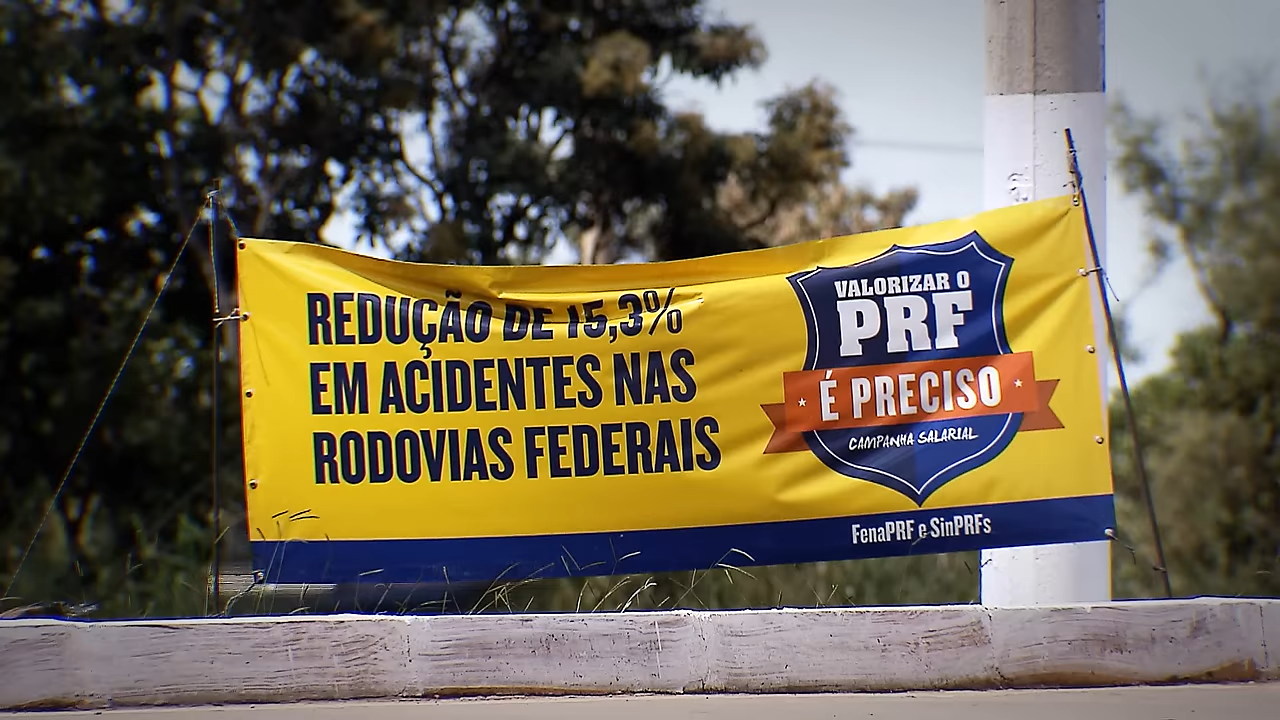 REDUÇÃO DE 15,3%
EM ACIDENTES NAS
RODOVIAS FEDERAIS
VALORIZAR O
PRF
É PRECISO
CAMPANHA SALARIAL
FenaPRF e SinPRFs